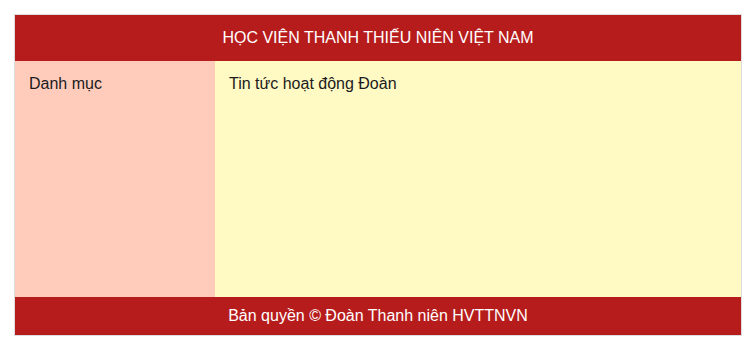 HỌC VIỆN THANH THIẾU NIÊN VIỆT NAM
Danh mục
Tin tức hoạt động Đoàn
Bản quyền © Đoàn Thanh niên HVTTNVN